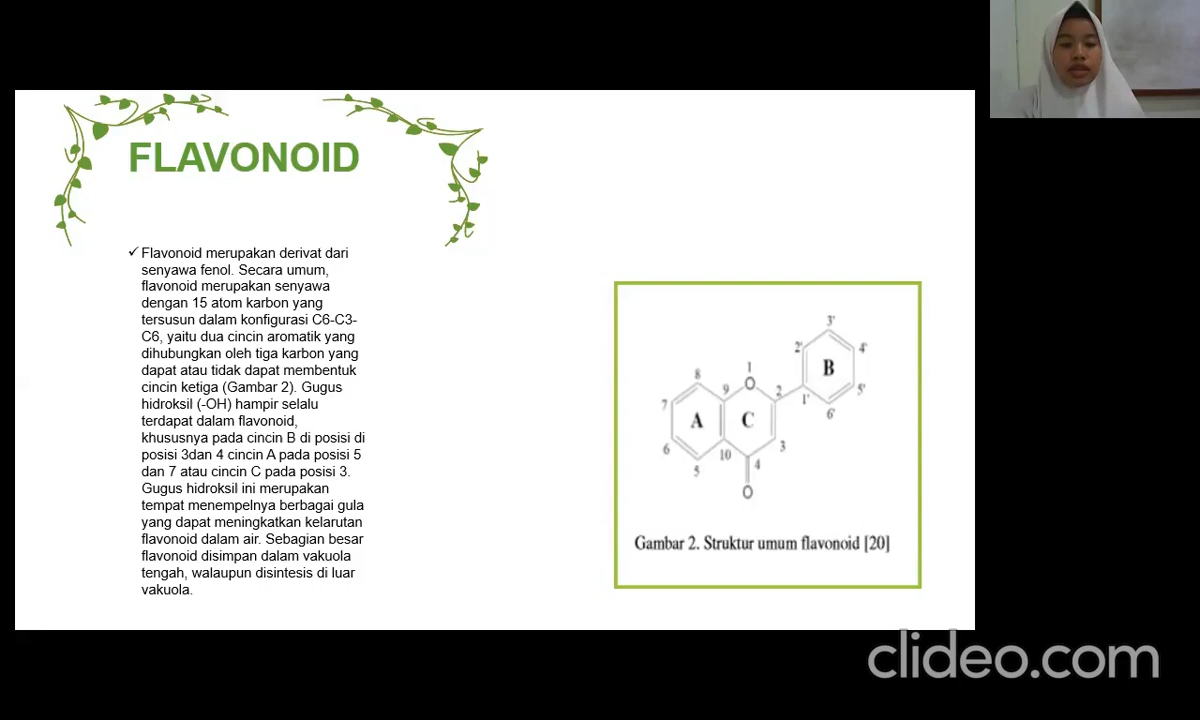 FLAVONOID
✓ Flavonoid merupakan derivat dari
senyawa fenol. Secara umum,
flavonoid merupakan senyawa
dengan 15 atom karbon yang
tersusun dalam konfigurasi C6-C3-
C6, yaitu dua cincin aromatik yang
dihubungkan oleh tiga karbon yang
dapat atau tidak dapat membentuk
cincin ketiga (Gambar 2). Gugus
hidroksil (-OH) hampir selalu
terdapat dalam flavonoid,
khususnya pada cincin B di posisi di
posisi 3dan 4 cincin A pada posisi 5
dan 7 atau cincin C pada posisi 3.
Gugus hidroksil ini merupakan
tempat menempelnya berbagai gula
yang dapat meningkatkan kelarutan
flavonoid dalam air. Sebagian besar
flavonoid disimpan dalam vakuola
tengah, walaupun disintesis di luar
vakuola.
3'
2' 4'
B
1 8
O 9 2 1' 5'
7 6'
A C
6 10 3
5 4
O
Gambar 2. Struktur umum flavonoid [20]
clideo.com